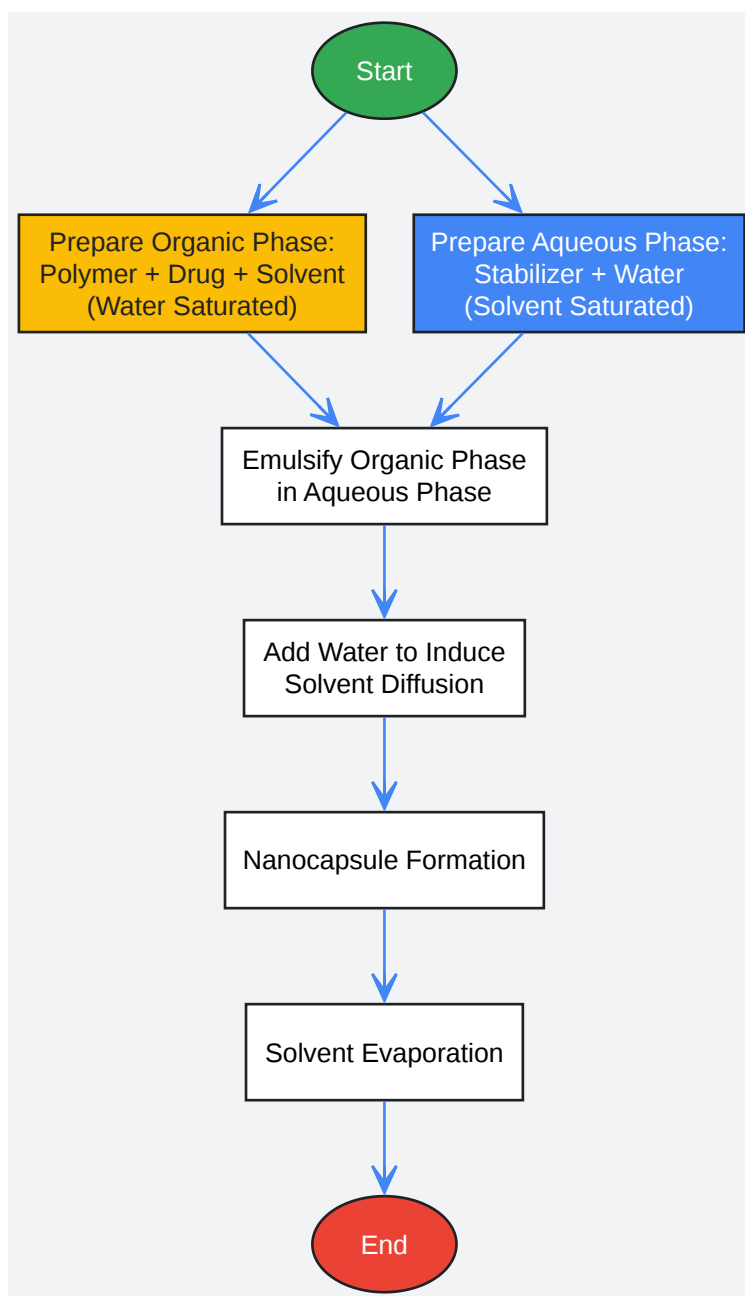 Start
Prepare Organic Phase:
Polymer + Drug + Solvent
(Water Saturated)
Prepare Aqueous Phase:
Stabilizer + Water
(Solvent Saturated)
Emulsify Organic Phase
in Aqueous Phase
Add Water to Induce
Solvent Diffusion
Nanocapsule Formation
Solvent Evaporation
End